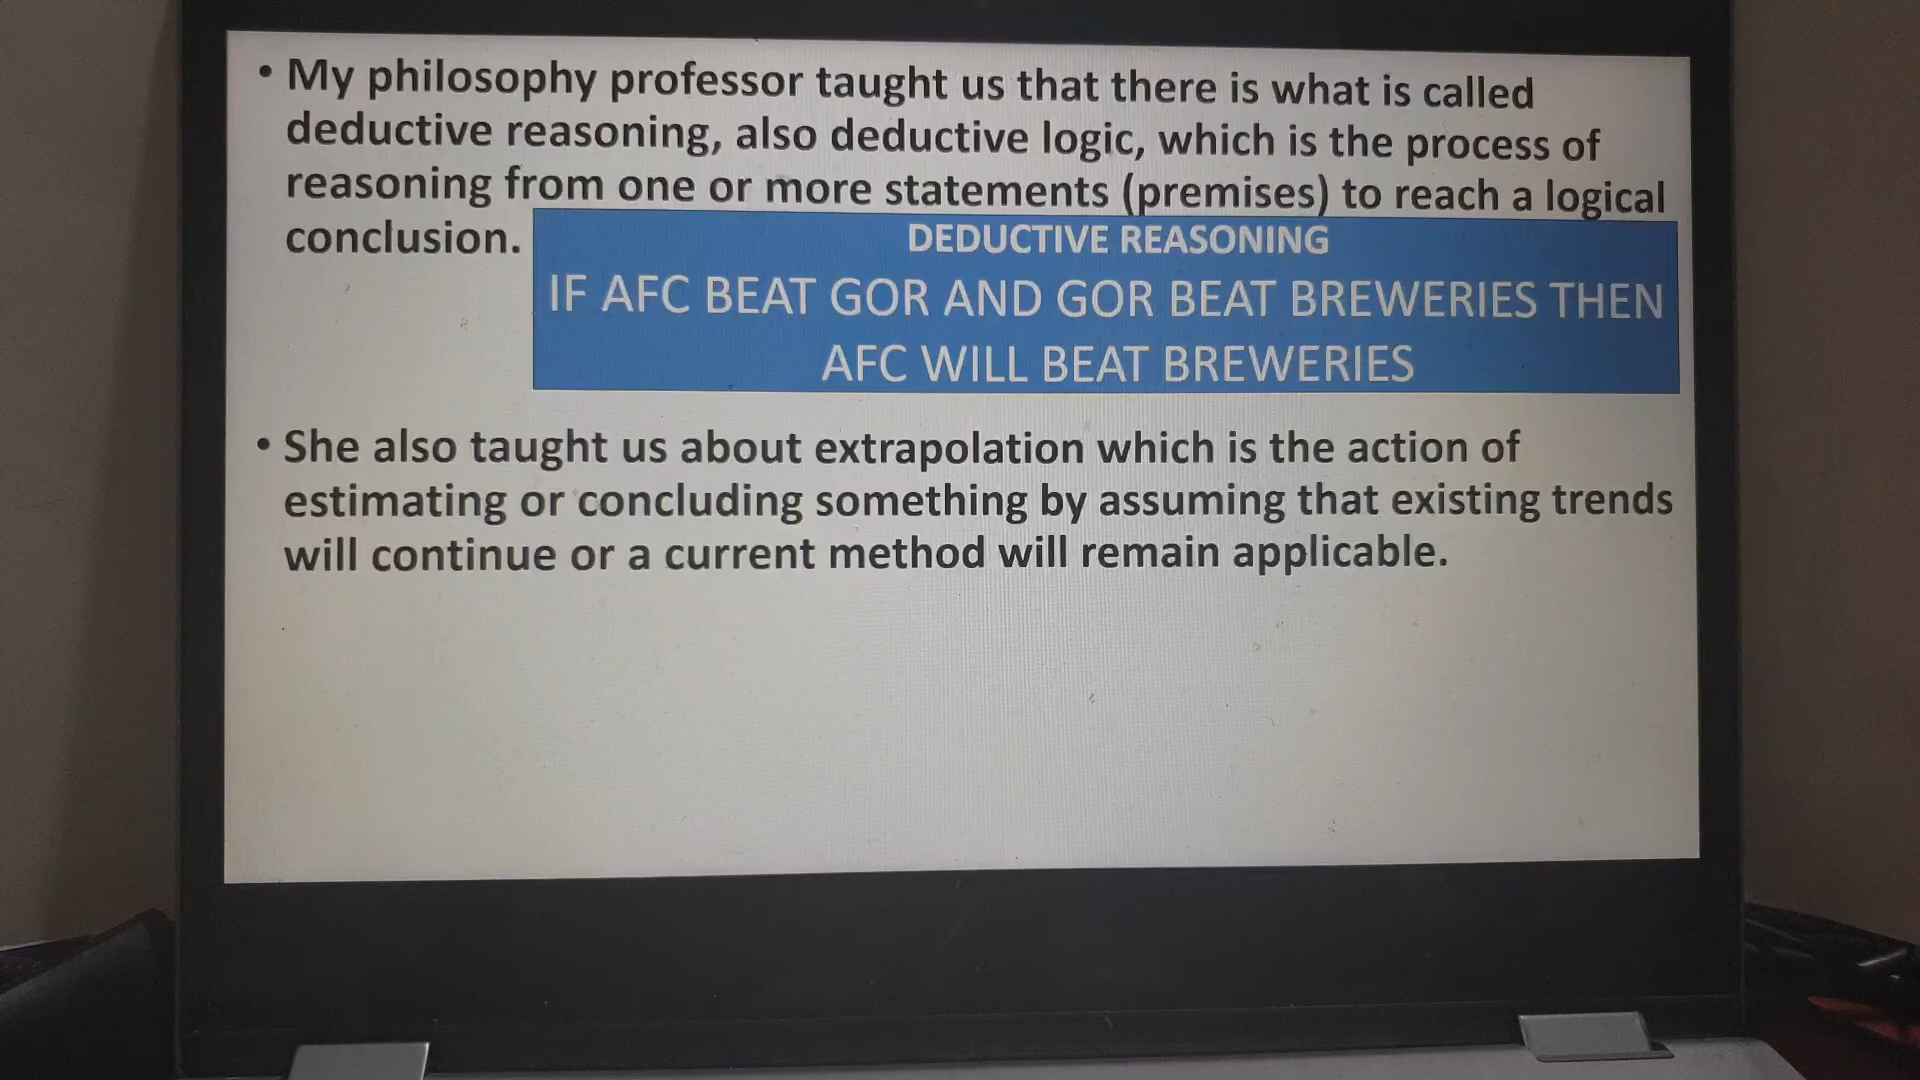 • My philosophy professor taught us that there is what is called
deductive reasoning, also deductive logic, which is the process of
reasoning from one or more statements (premises) to reach a logical
conclusion.
DEDUCTIVE REASONING
IF AFC BEAT GOR AND GOR BEAT BREWERIES THEN
AFC WILL BEAT BREWERIES
• She also taught us about extrapolation which is the action of
estimating or concluding something by assuming that existing trends
will continue or a current method will remain applicable.